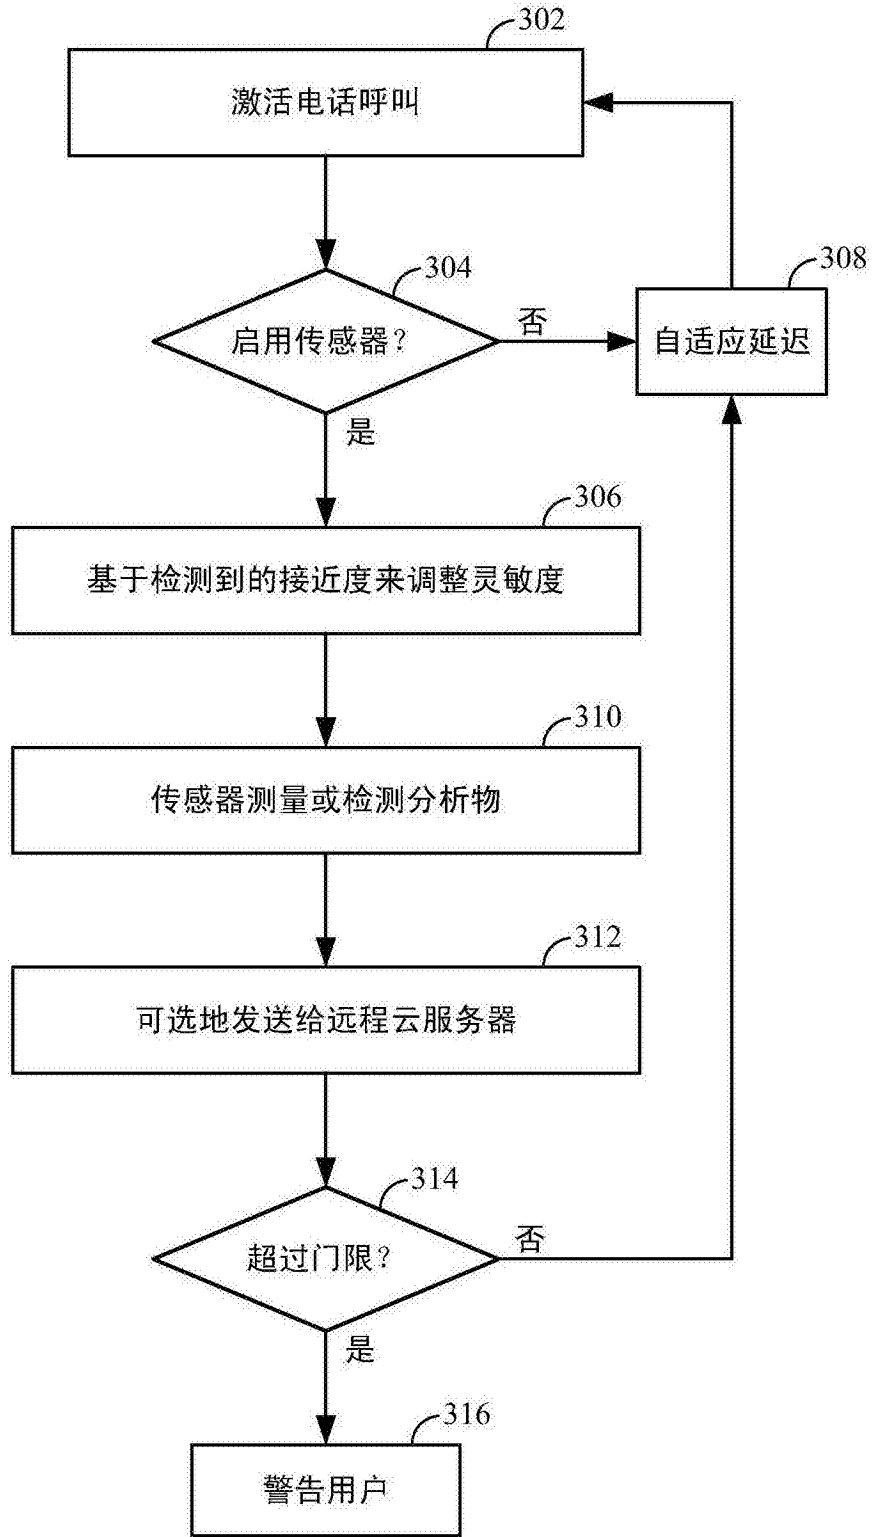 302
激活电话呼叫
304
启用传感器？
否
308
自适应延迟
是
306
基于检测到的接近度来调整灵敏度
310
传感器测量或检测分析物
312
可选地发送给远程云服务器
314
超过门限？
否
是
316
警告用户